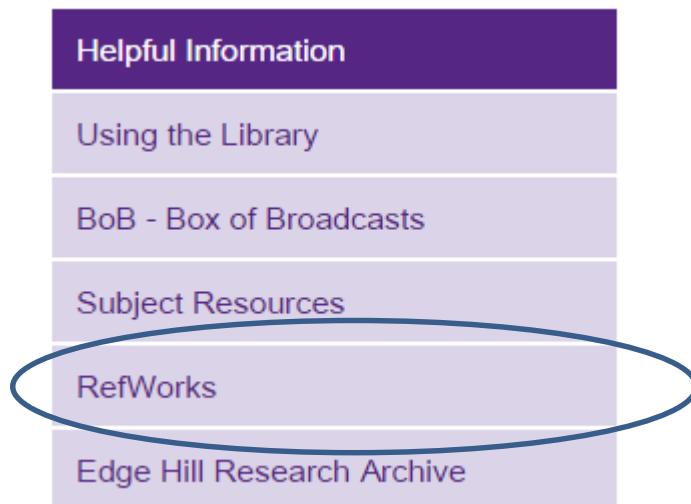 Helpful Information
Using the Library
BoB - Box of Broadcasts
Subject Resources
RefWorks
Edge Hill Research Archive